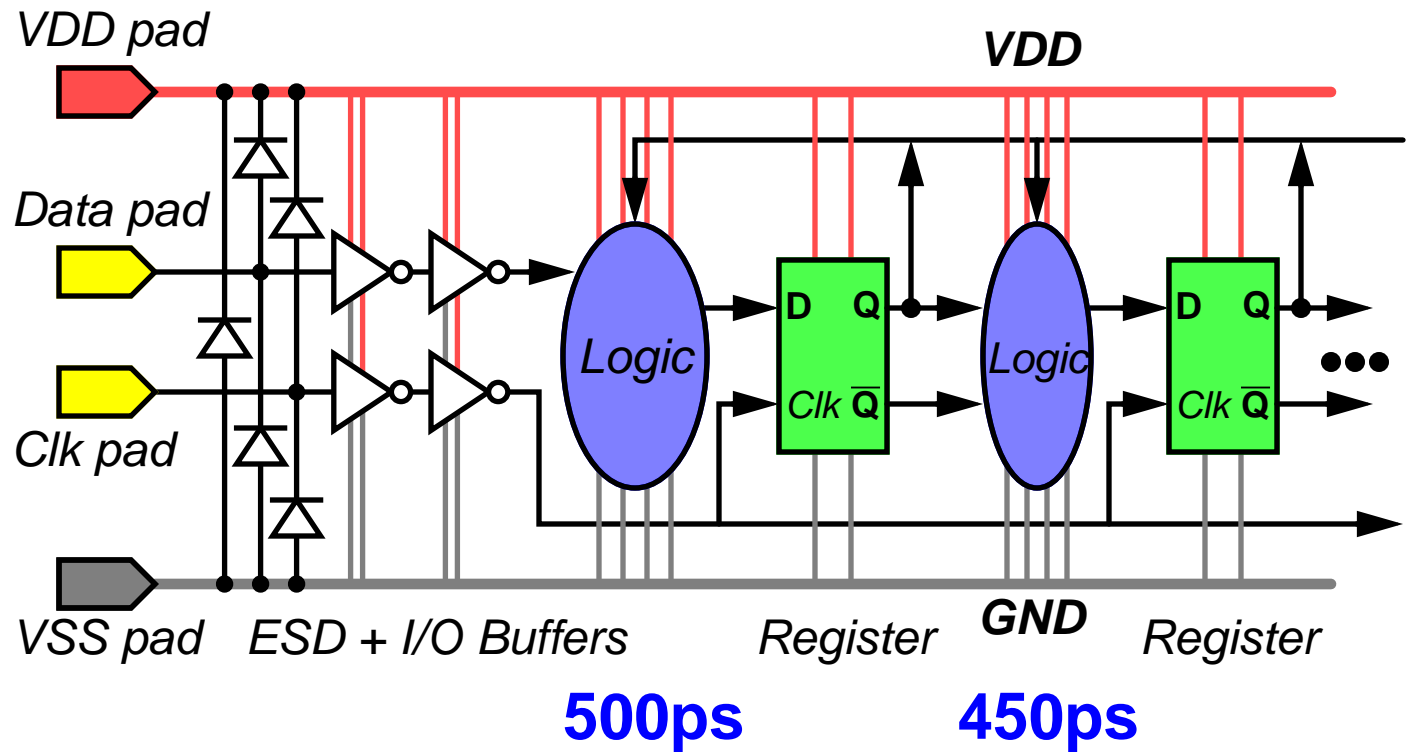 VDD pad
VDD
Data pad
D Q
D Q
Logic
Logic
Clk Q̅
Clk Q̅
Clk pad
VSS pad
ESD + I/O Buffers
Register
GND
Register
500ps
450ps